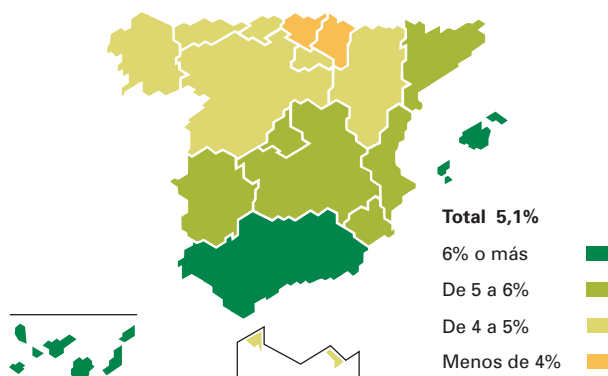 Total 5,1%
6% o más
De 5 a 6%
De 4 a 5%
Menos de 4%